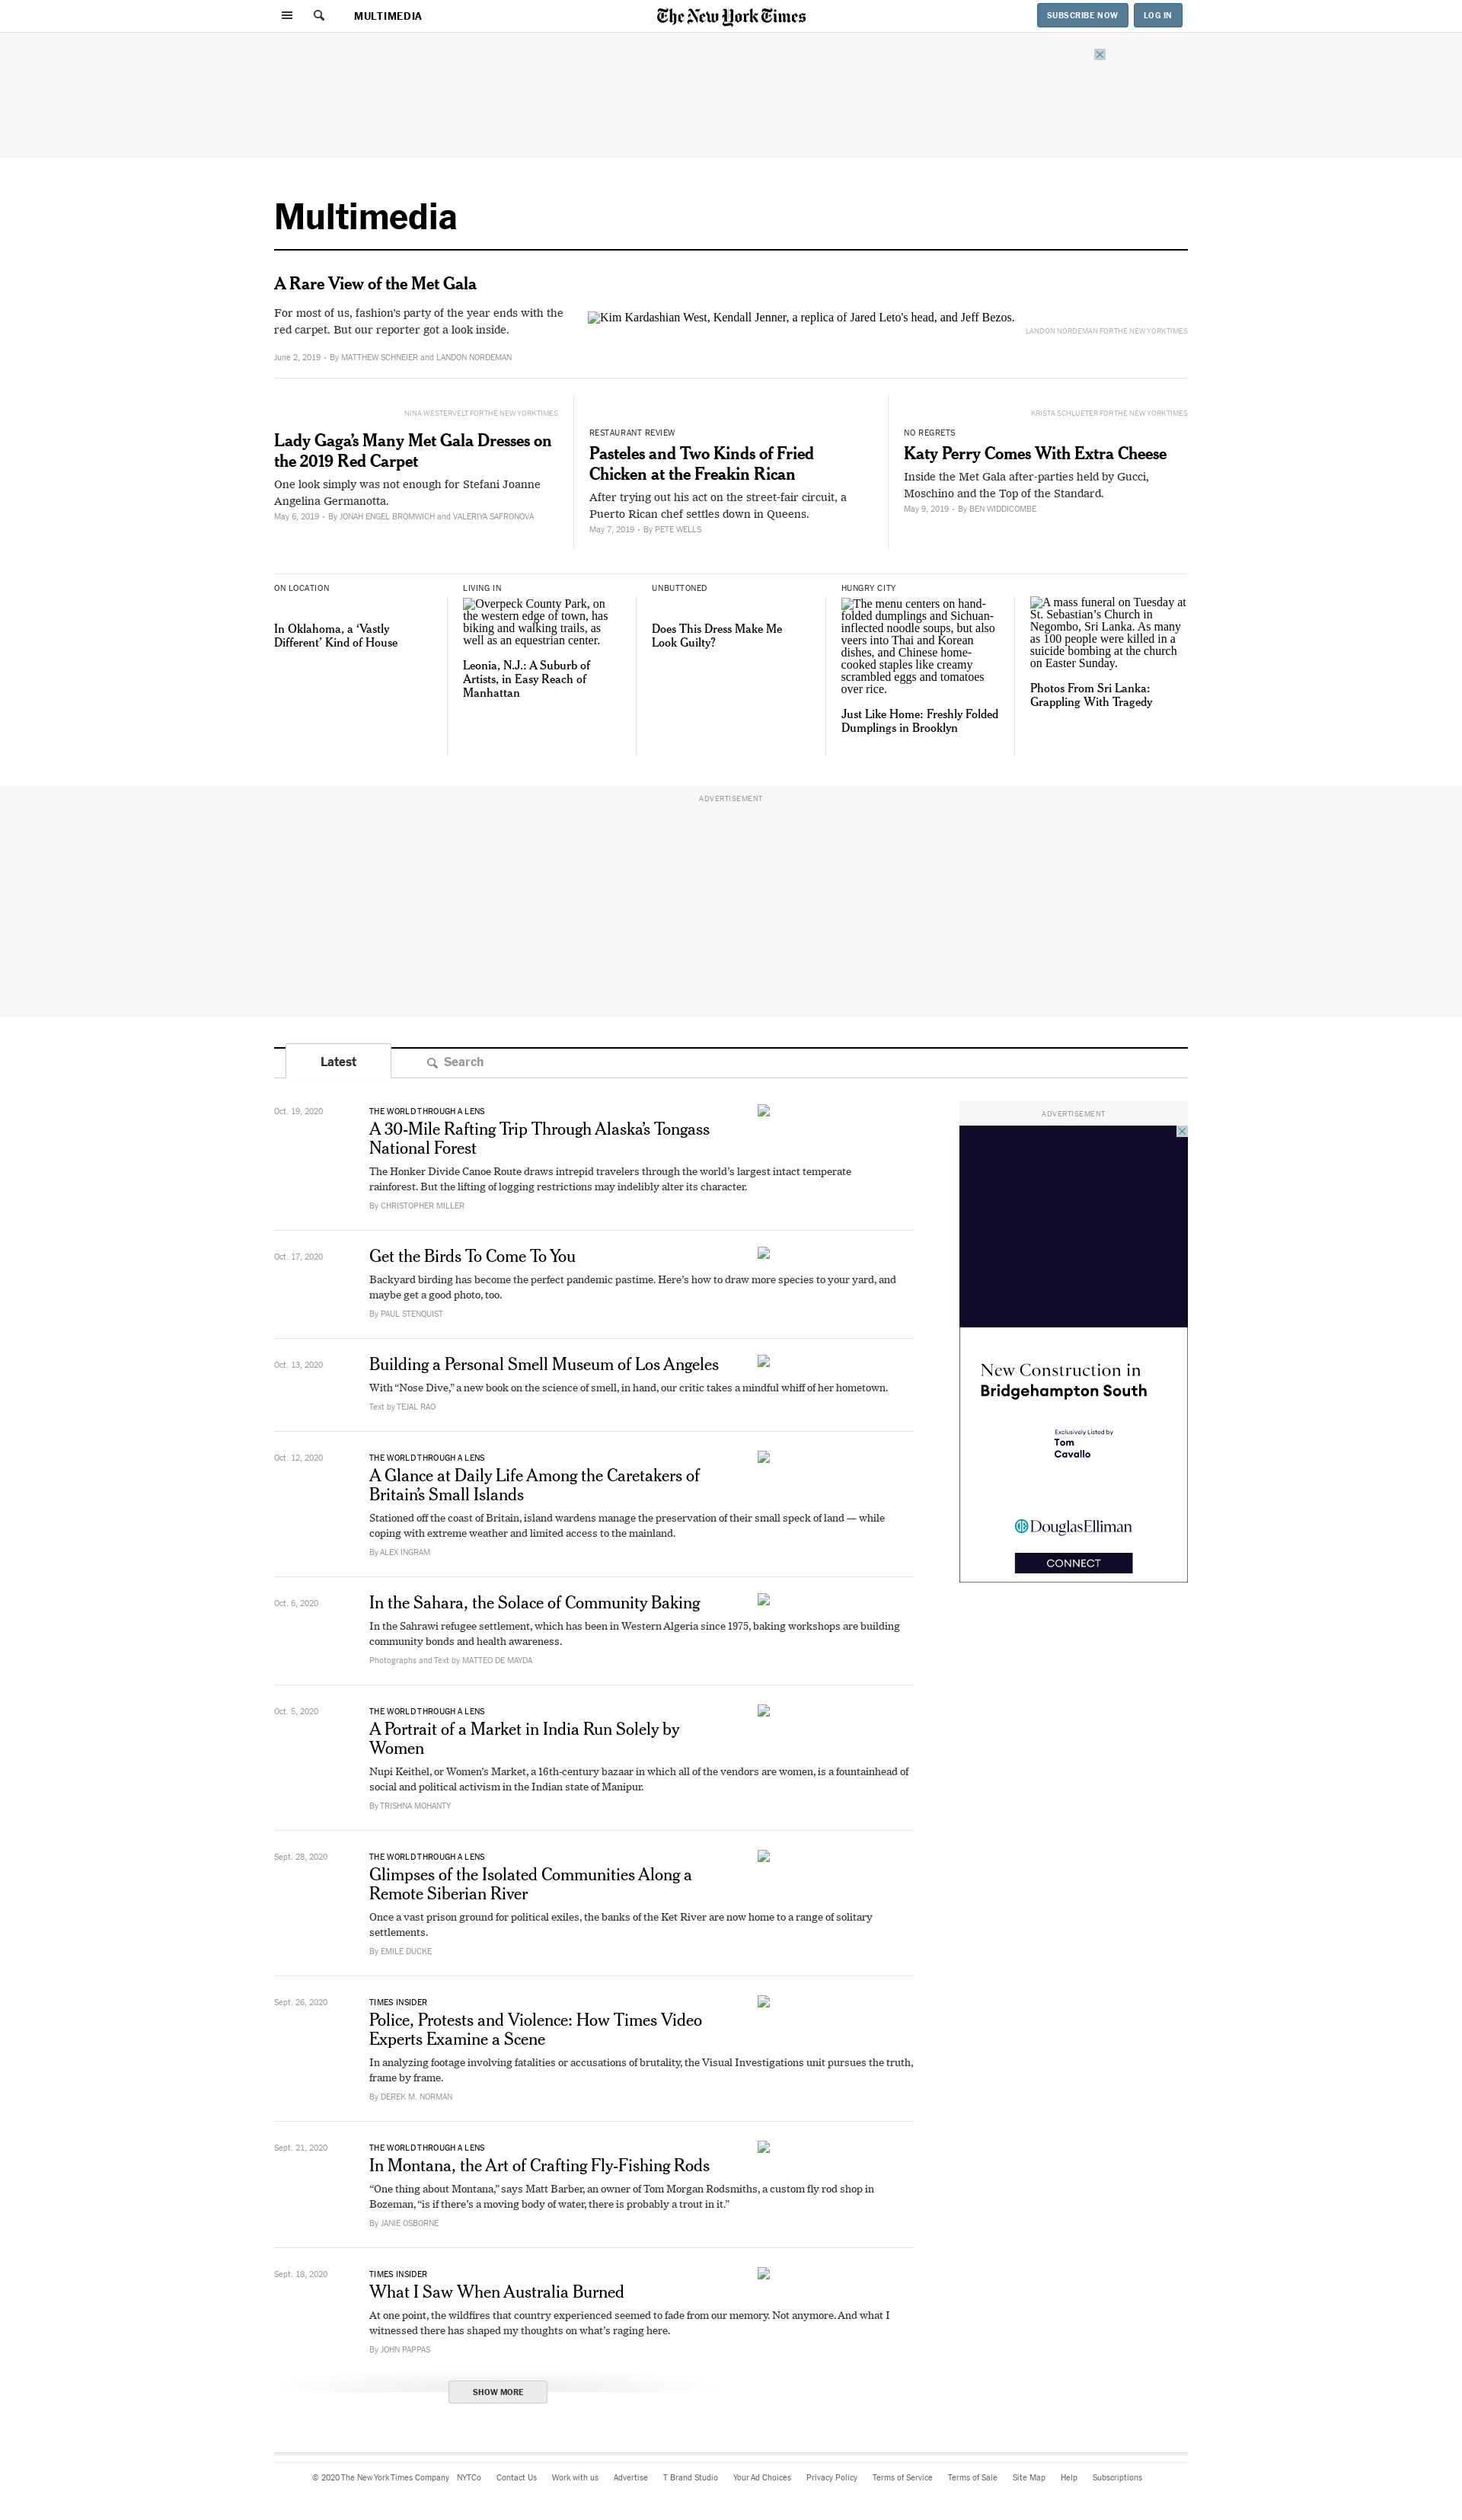 MULTIMEDIA
The New York Times
SUBSCRIBE NOW
LOG IN
Multimedia
A Rare View of the Met Gala
For most of us, fashion's party of the year ends with the
red carpet. But our reporter got a look inside.
June 2, 2019 • By MATTHEW SCHNEIER and LANDON NORDEMAN
Kim Kardashian West, Kendall Jenner, a replica of Jared Leto's head, and Jeff Bezos.
LANDON NORDEMAN FOR THE NEW YORK TIMES
NINA WESTERVELT FOR THE NEW YORK TIMES
Lady Gaga’s Many Met Gala Dresses on
the 2019 Red Carpet
One look simply was not enough for Stefani Joanne
Angelina Germanotta.
May 6, 2019 • By JONAH ENGEL BROMWICH and VALERIYA SAFRONOVA
RESTAURANT REVIEW
Pasteles and Two Kinds of Fried
Chicken at the Freakin Rican
After trying out his act on the street-fair circuit, a
Puerto Rican chef settles down in Queens.
May 7, 2019 • By PETE WELLS
KRISTA SCHLUETER FOR THE NEW YORK TIMES
NO REGRETS
Katy Perry Comes With Extra Cheese
Inside the Met Gala after-parties held by Gucci,
Moschino and the Top of the Standard.
May 9, 2019 • By BEN WIDDICOMBE
ON LOCATION
In Oklahoma, a ‘Vastly
Different’ Kind of House
LIVING IN
Overpeck County Park, on
the western edge of town, has
biking and walking trails, as
well as an equestrian center.
Leonia, N.J.: A Suburb of
Artists, in Easy Reach of
Manhattan
UNBUTTONED
Does This Dress Make Me
Look Guilty?
HUNGRY CITY
The menu centers on hand-
folded dumplings and Sichuan-
inflected noodle soups, but also
veers into Thai and Korean
dishes, and Chinese home-
cooked staples like creamy
scrambled eggs and tomatoes
over rice.
Just Like Home: Freshly Folded
Dumplings in Brooklyn
A mass funeral on Tuesday at
St. Sebastian’s Church in
Negombo, Sri Lanka. As many
as 100 people were killed in a
suicide bombing at the church
on Easter Sunday.
Photos From Sri Lanka:
Grappling With Tragedy
ADVERTISEMENT
Latest
Search
Oct. 19, 2020
THE WORLD THROUGH A LENS
A 30-Mile Rafting Trip Through Alaska’s Tongass
National Forest
The Honker Divide Canoe Route draws intrepid travelers through the world’s largest intact temperate
rainforest. But the lifting of logging restrictions may indelibly alter its character.
By CHRISTOPHER MILLER
Oct. 17, 2020
Get the Birds To Come To You
Backyard birding has become the perfect pandemic pastime. Here’s how to draw more species to your yard, and
maybe get a good photo, too.
By PAUL STENQUIST
Oct. 13, 2020
Building a Personal Smell Museum of Los Angeles
With “Nose Dive,” a new book on the science of smell, in hand, our critic takes a mindful whiff of her hometown.
Text by TEJAL RAO
Oct. 12, 2020
THE WORLD THROUGH A LENS
A Glance at Daily Life Among the Caretakers of
Britain’s Small Islands
Stationed off the coast of Britain, island wardens manage the preservation of their small speck of land — while
coping with extreme weather and limited access to the mainland.
By ALEX INGRAM
Oct. 6, 2020
In the Sahara, the Solace of Community Baking
In the Sahrawi refugee settlement, which has been in Western Algeria since 1975, baking workshops are building
community bonds and health awareness.
Photographs and Text by MATTEO DE MAYDA
Oct. 5, 2020
THE WORLD THROUGH A LENS
A Portrait of a Market in India Run Solely by
Women
Nupi Keithel, or Women’s Market, a 16th-century bazaar in which all of the vendors are women, is a fountainhead of
social and political activism in the Indian state of Manipur.
By TRISHNA MOHANTY
Sept. 28, 2020
THE WORLD THROUGH A LENS
Glimpses of the Isolated Communities Along a
Remote Siberian River
Once a vast prison ground for political exiles, the banks of the Ket River are now home to a range of solitary
settlements.
By EMILE DUCKE
Sept. 26, 2020
TIMES INSIDER
Police, Protests and Violence: How Times Video
Experts Examine a Scene
In analyzing footage involving fatalities or accusations of brutality, the Visual Investigations unit pursues the truth,
frame by frame.
By DEREK M. NORMAN
Sept. 21, 2020
THE WORLD THROUGH A LENS
In Montana, the Art of Crafting Fly-Fishing Rods
“One thing about Montana,” says Matt Barber, an owner of Tom Morgan Rodsmiths, a custom fly rod shop in
Bozeman, “is if there’s a moving body of water, there is probably a trout in it.”
By JANIE OSBORNE
Sept. 18, 2020
TIMES INSIDER
What I Saw When Australia Burned
At one point, the wildfires that country experienced seemed to fade from our memory. Not anymore. And what I
witnessed there has shaped my thoughts on what’s raging here.
By JOHN PAPPAS
SHOW MORE
ADVERTISEMENT
New Construction in
Bridgehampton South
Exclusively Listed by
Tom
Cavallo
DouglasElliman
CONNECT
© 2020 The New York Times Company NYTCo Contact Us Work with us Advertise T Brand Studio Your Ad Choices Privacy Policy Terms of Service Terms of Sale Site Map Help Subscriptions